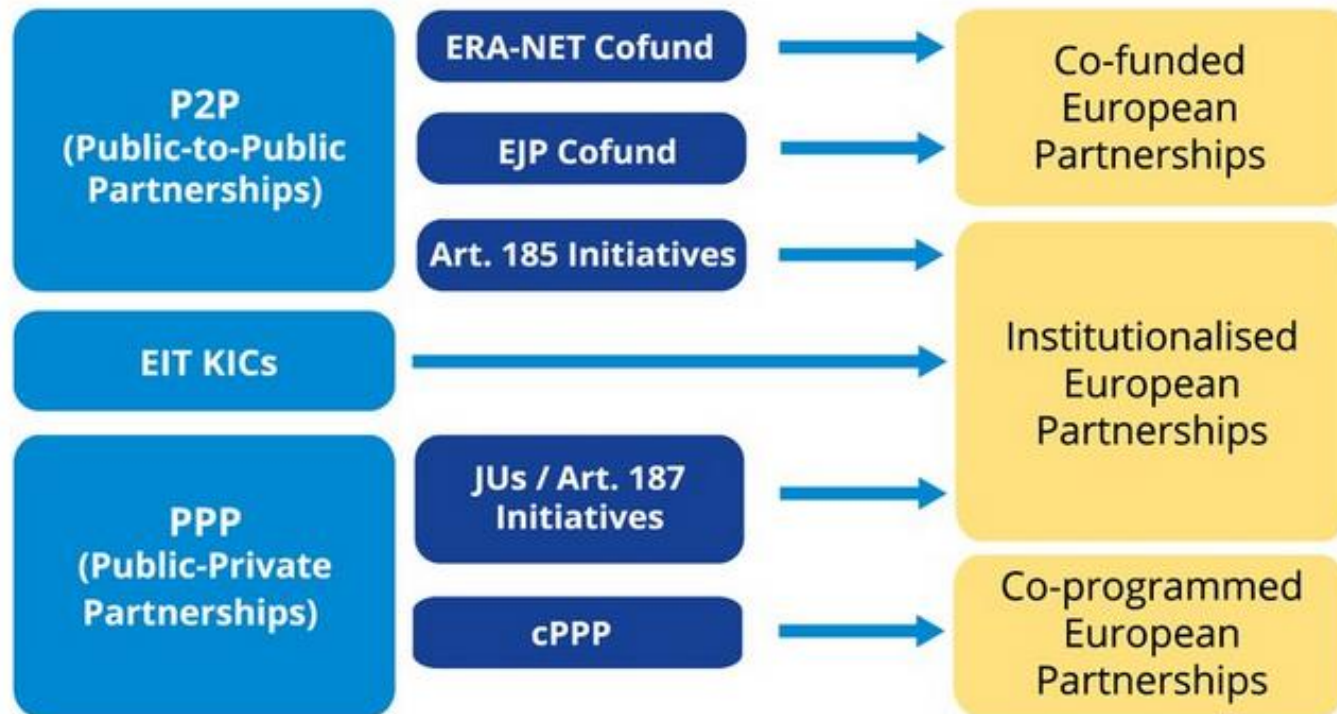 P2P
(Public-to-Public
Partnerships)
ERA-NET Cofund
EJP Cofund
Art. 185 Initiatives
Co-funded
European
Partnerships
EIT KICs
Institutionalised
European
Partnerships
PPP
(Public-Private
Partnerships)
JUs / Art. 187
Initiatives
cPPP
Co-programmed
European
Partnerships